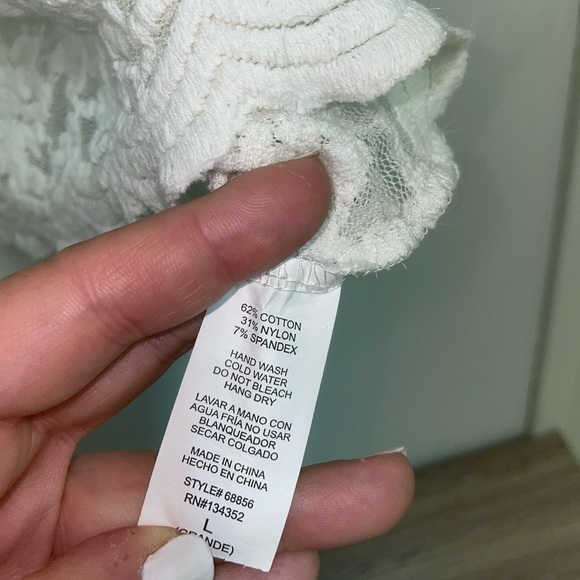 62% COTTON
31% NYLON
7% SPANDEX
HAND WASH
COLD WATER
DO NOT BLEACH
HANG DRY
LAVAR A MANO CON
AGUA FRÍA NO USAR
BLANQUEADOR
SECAR COLGADO
MADE IN CHINA
HECHO EN CHINA
STYLE# 68856
RN#134352
L
(GRANDE)